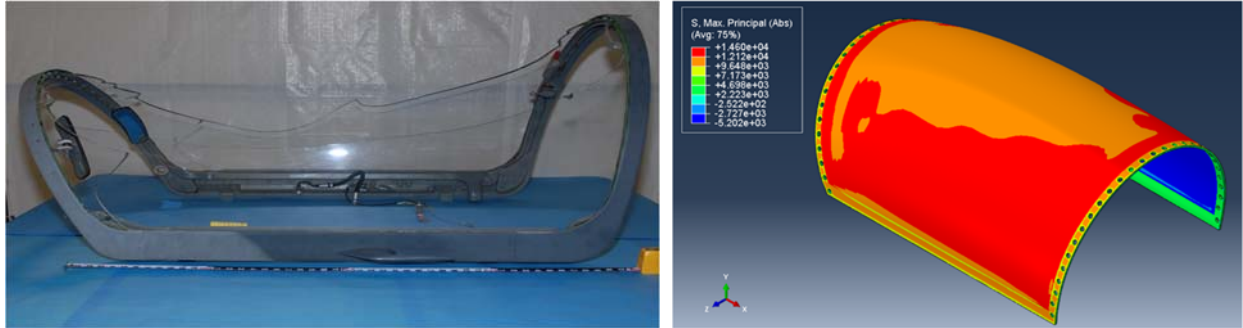 S, Max. Principal (Abs)
(Avg: 75%)
+1.460e+04
+1.212e+04
+9.648e+03
+7.173e+03
+4.698e+03
+2.223e+03
-2.522e+02
-2.727e+03
-5.202e+03
Y
Z
X